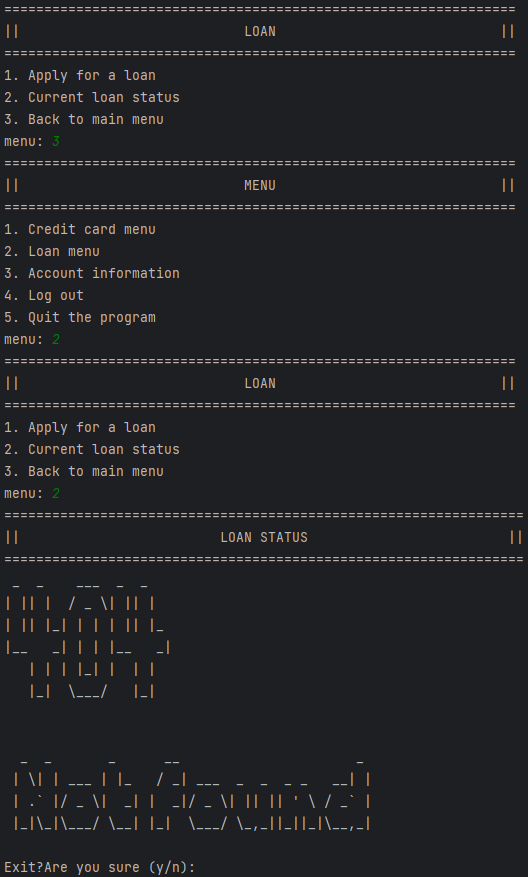 ================================================================
||                            LOAN                            ||
================================================================
1. Apply for a loan
2. Current loan status
3. Back to main menu
menu: 3
================================================================
||                            MENU                            ||
================================================================
1. Credit card menu
2. Loan menu
3. Account information
4. Log out
5. Quit the program
menu: 2
================================================================
||                            LOAN                            ||
================================================================
1. Apply for a loan
2. Current loan status
3. Back to main menu
menu: 2
=================================================================
||                         LOAN STATUS                         ||
=================================================================
 _  _    ___  _  _
| || |  / _ \| || |
| || |_| | | | || |_
|__   _| | | |__   _|
   | | | |_| |  | |
   |_|  \___/   |_|

  _  _       _      __                      _
 | \| | ___ | |_   / _| ___  _  _  _ _   __| |
 | .` |/ _ \|  _| |  _|/ _ \| || || ' \ / _` |
 |_|\_|\___/ \__| |_|  \___/ \_,_||_||_|\__,_|

Exit?Are you sure (y/n):